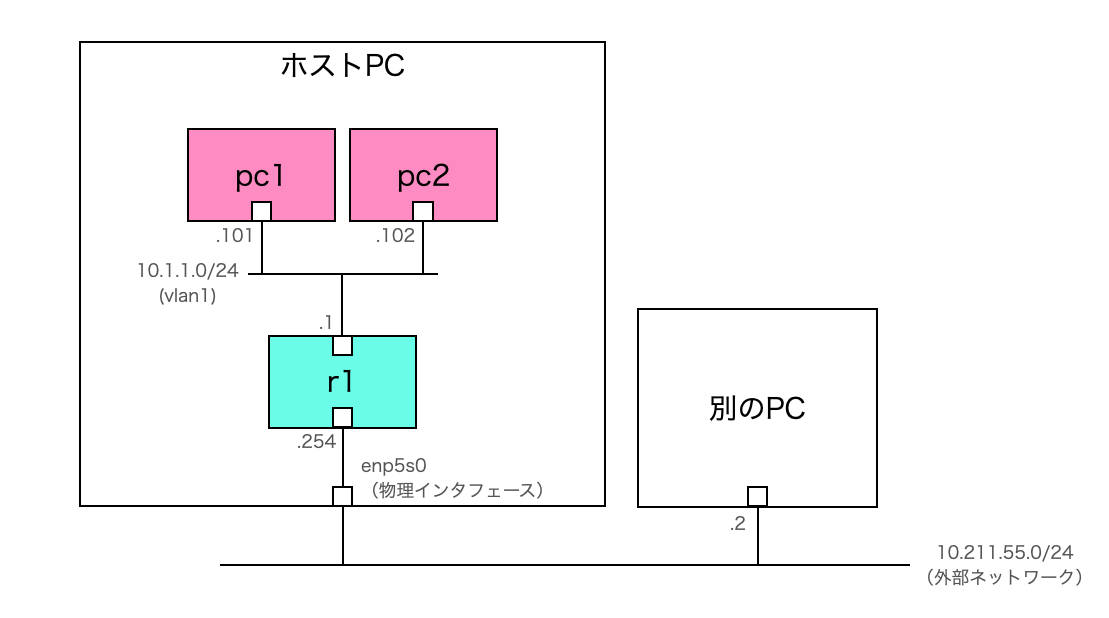 ホストPC
pc1
pc2
.101
.102
10.1.1.0/24
(vlan1)
.1
r1
.254
enp5s0
（物理インタフェース）
別のPC
.2
10.211.55.0/24
（外部ネットワーク）